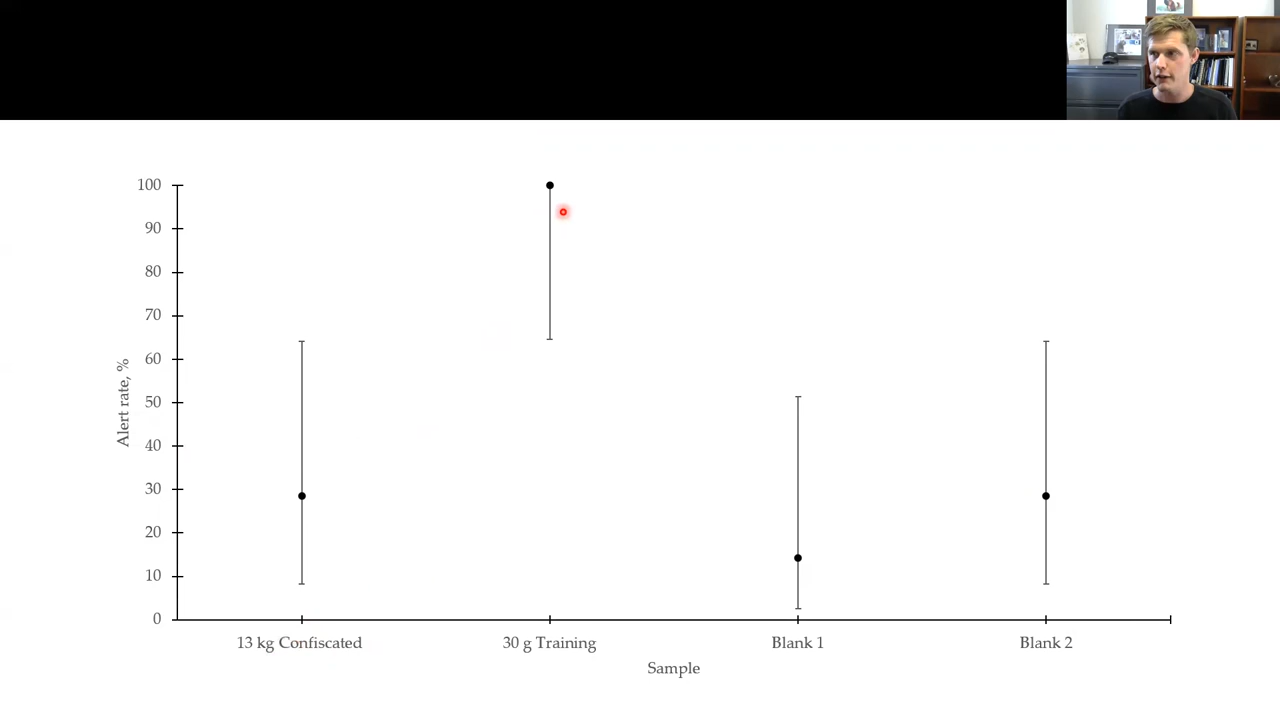 100
90
80
70
60
50
40
30
20
10
0
Alert rate, %
13 kg Confiscated
30 g Training
Blank 1
Blank 2
Sample